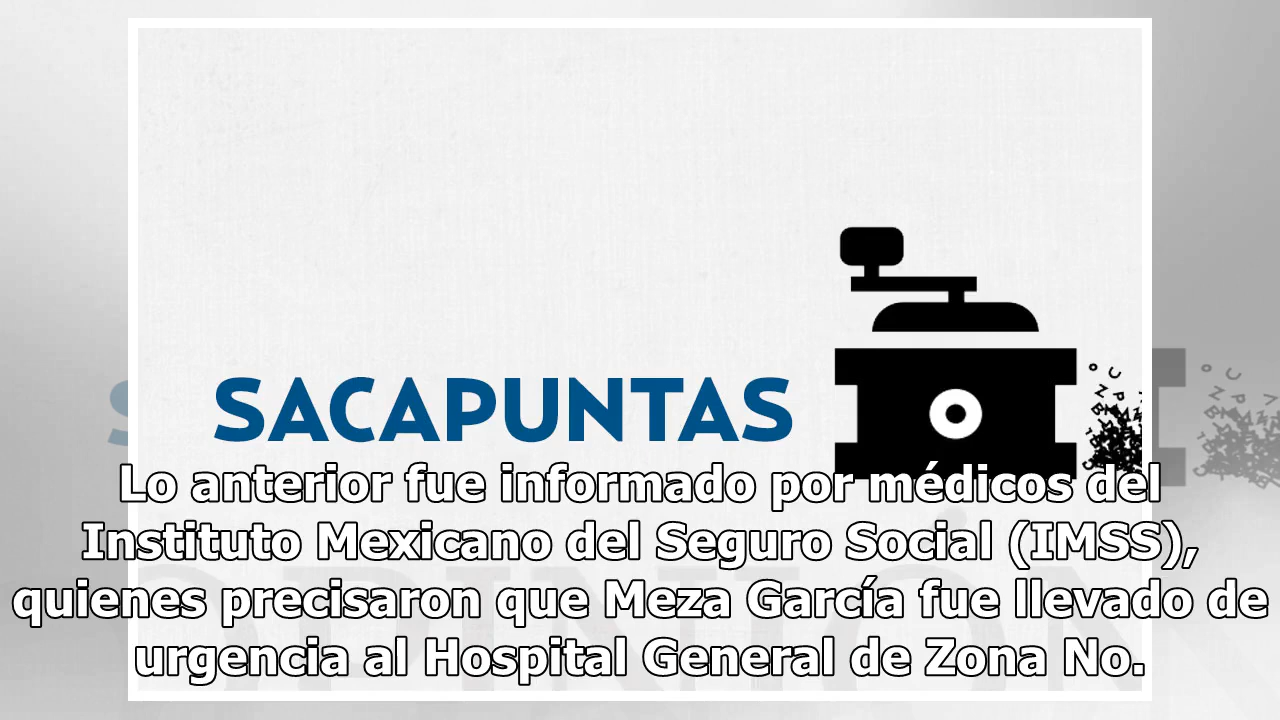 SACAPUNTAS
Lo anterior fue informado por médicos del
Instituto Mexicano del Seguro Social (IMSS),
quienes precisaron que Meza García fue llevado de
urgencia al Hospital General de Zona No.
OPINIÓN